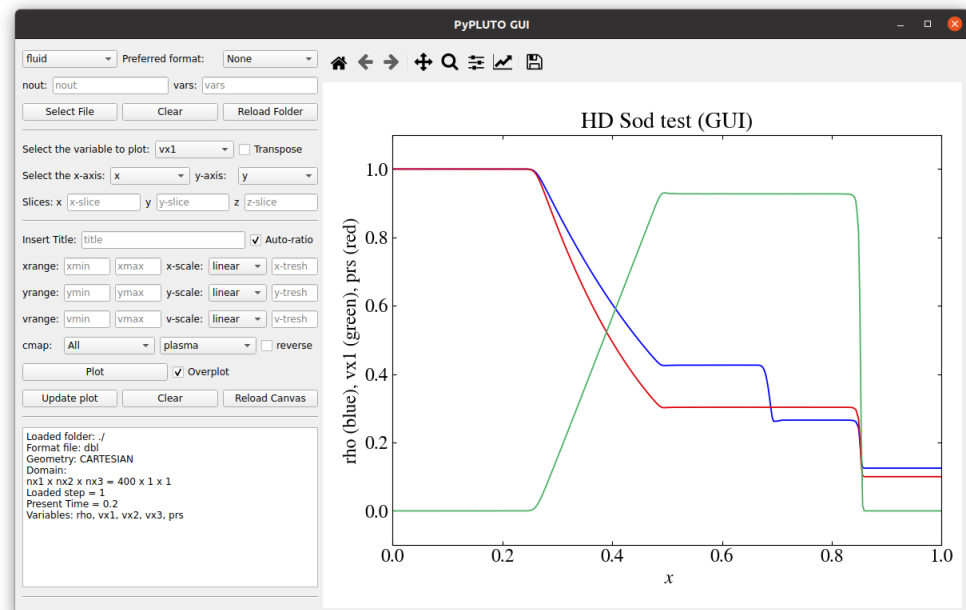 PyPLUTO GUI
fluid Preferred format: None
nout: nout vars: vars
Select File Clear Reload Folder
Select the variable to plot: vx1 Transpose
Select the x-axis: x y-axis: y
Slices: x x-slice y y-slice z z-slice
Insert Title: title Auto-ratio
xrange: xmin xmax x-scale: linear x-tresh
yrange: ymin ymax y-scale: linear y-tresh
vrange: vmin vmax v-scale: linear v-tresh
cmap: All plasma reverse
Plot Overplot
Update plot Clear Reload Canvas
Loaded folder: ./
Format file: dbl
Geometry: CARTESIAN
Domain:
nx1 x nx2 x nx3 = 400 x 1 x 1
Loaded step = 1
Present Time = 0.2
Variables: rho, vx1, vx2, vx3, prs
HD Sod test (GUI)
rho (blue), vx1 (green), prs (red)
1.0
0.8
0.6
0.4
0.2
0.0
0.0 0.2 0.4 0.6 0.8 1.0
x